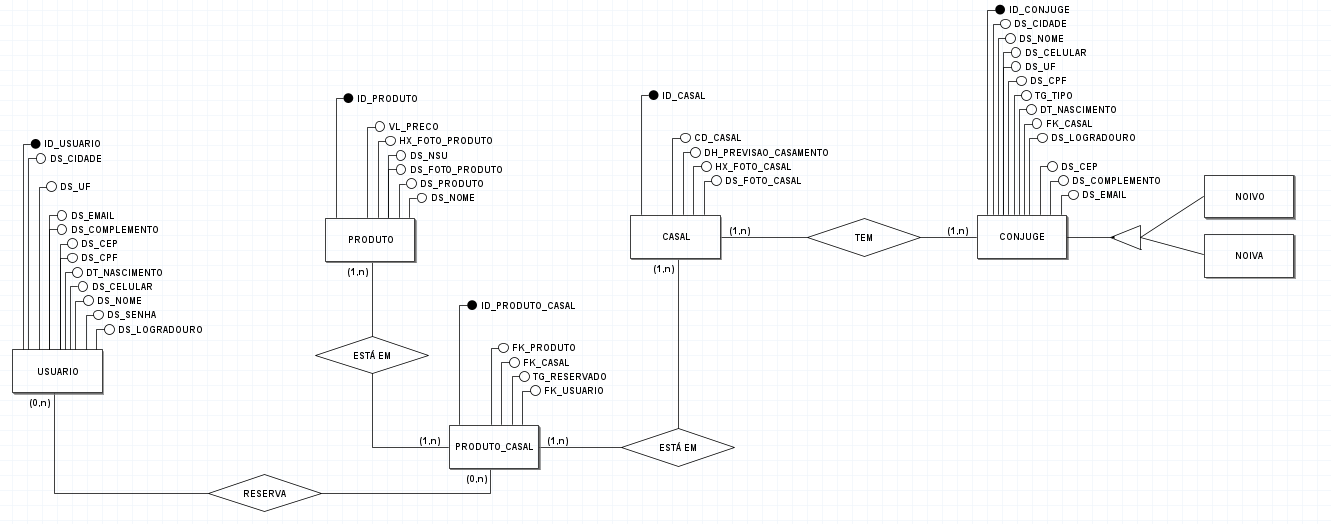 ID_CONJUGE
DS_CIDADE
DS_NOME
DS_CELULAR
DS_UF
DS_CPF
TG_TIPO
DT_NASCIMENTO
FK_CASAL
DS_LOGRADOURO
DS_CEP
DS_COMPLEMENTO
DS_EMAIL
CONJUGE
NOIVO
NOIVA
ID_CASAL
CD_CASAL
DH_PREVISAO_CASAMENTO
HX_FOTO_CASAL
DS_FOTO_CASAL
CASAL
(1,n)
TEM
(1,n)
(1,n)
ID_PRODUTO
VL_PRECO
HX_FOTO_PRODUTO
DS_NSU
DS_FOTO_PRODUTO
DS_PRODUTO
DS_NOME
PRODUTO
(1,n)
ESTÁ EM
(1,n)
ID_USUARIO
DS_CIDADE
DS_UF
DS_EMAIL
DS_COMPLEMENTO
DS_CEP
DS_CPF
DT_NASCIMENTO
DS_CELULAR
DS_NOME
DS_SENHA
DS_LOGRADOURO
USUARIO
(0,n)
ID_PRODUTO_CASAL
FK_PRODUTO
FK_CASAL
TG_RESERVADO
FK_USUARIO
PRODUTO_CASAL
(1,n)
ESTÁ EM
(0,n)
RESERVA